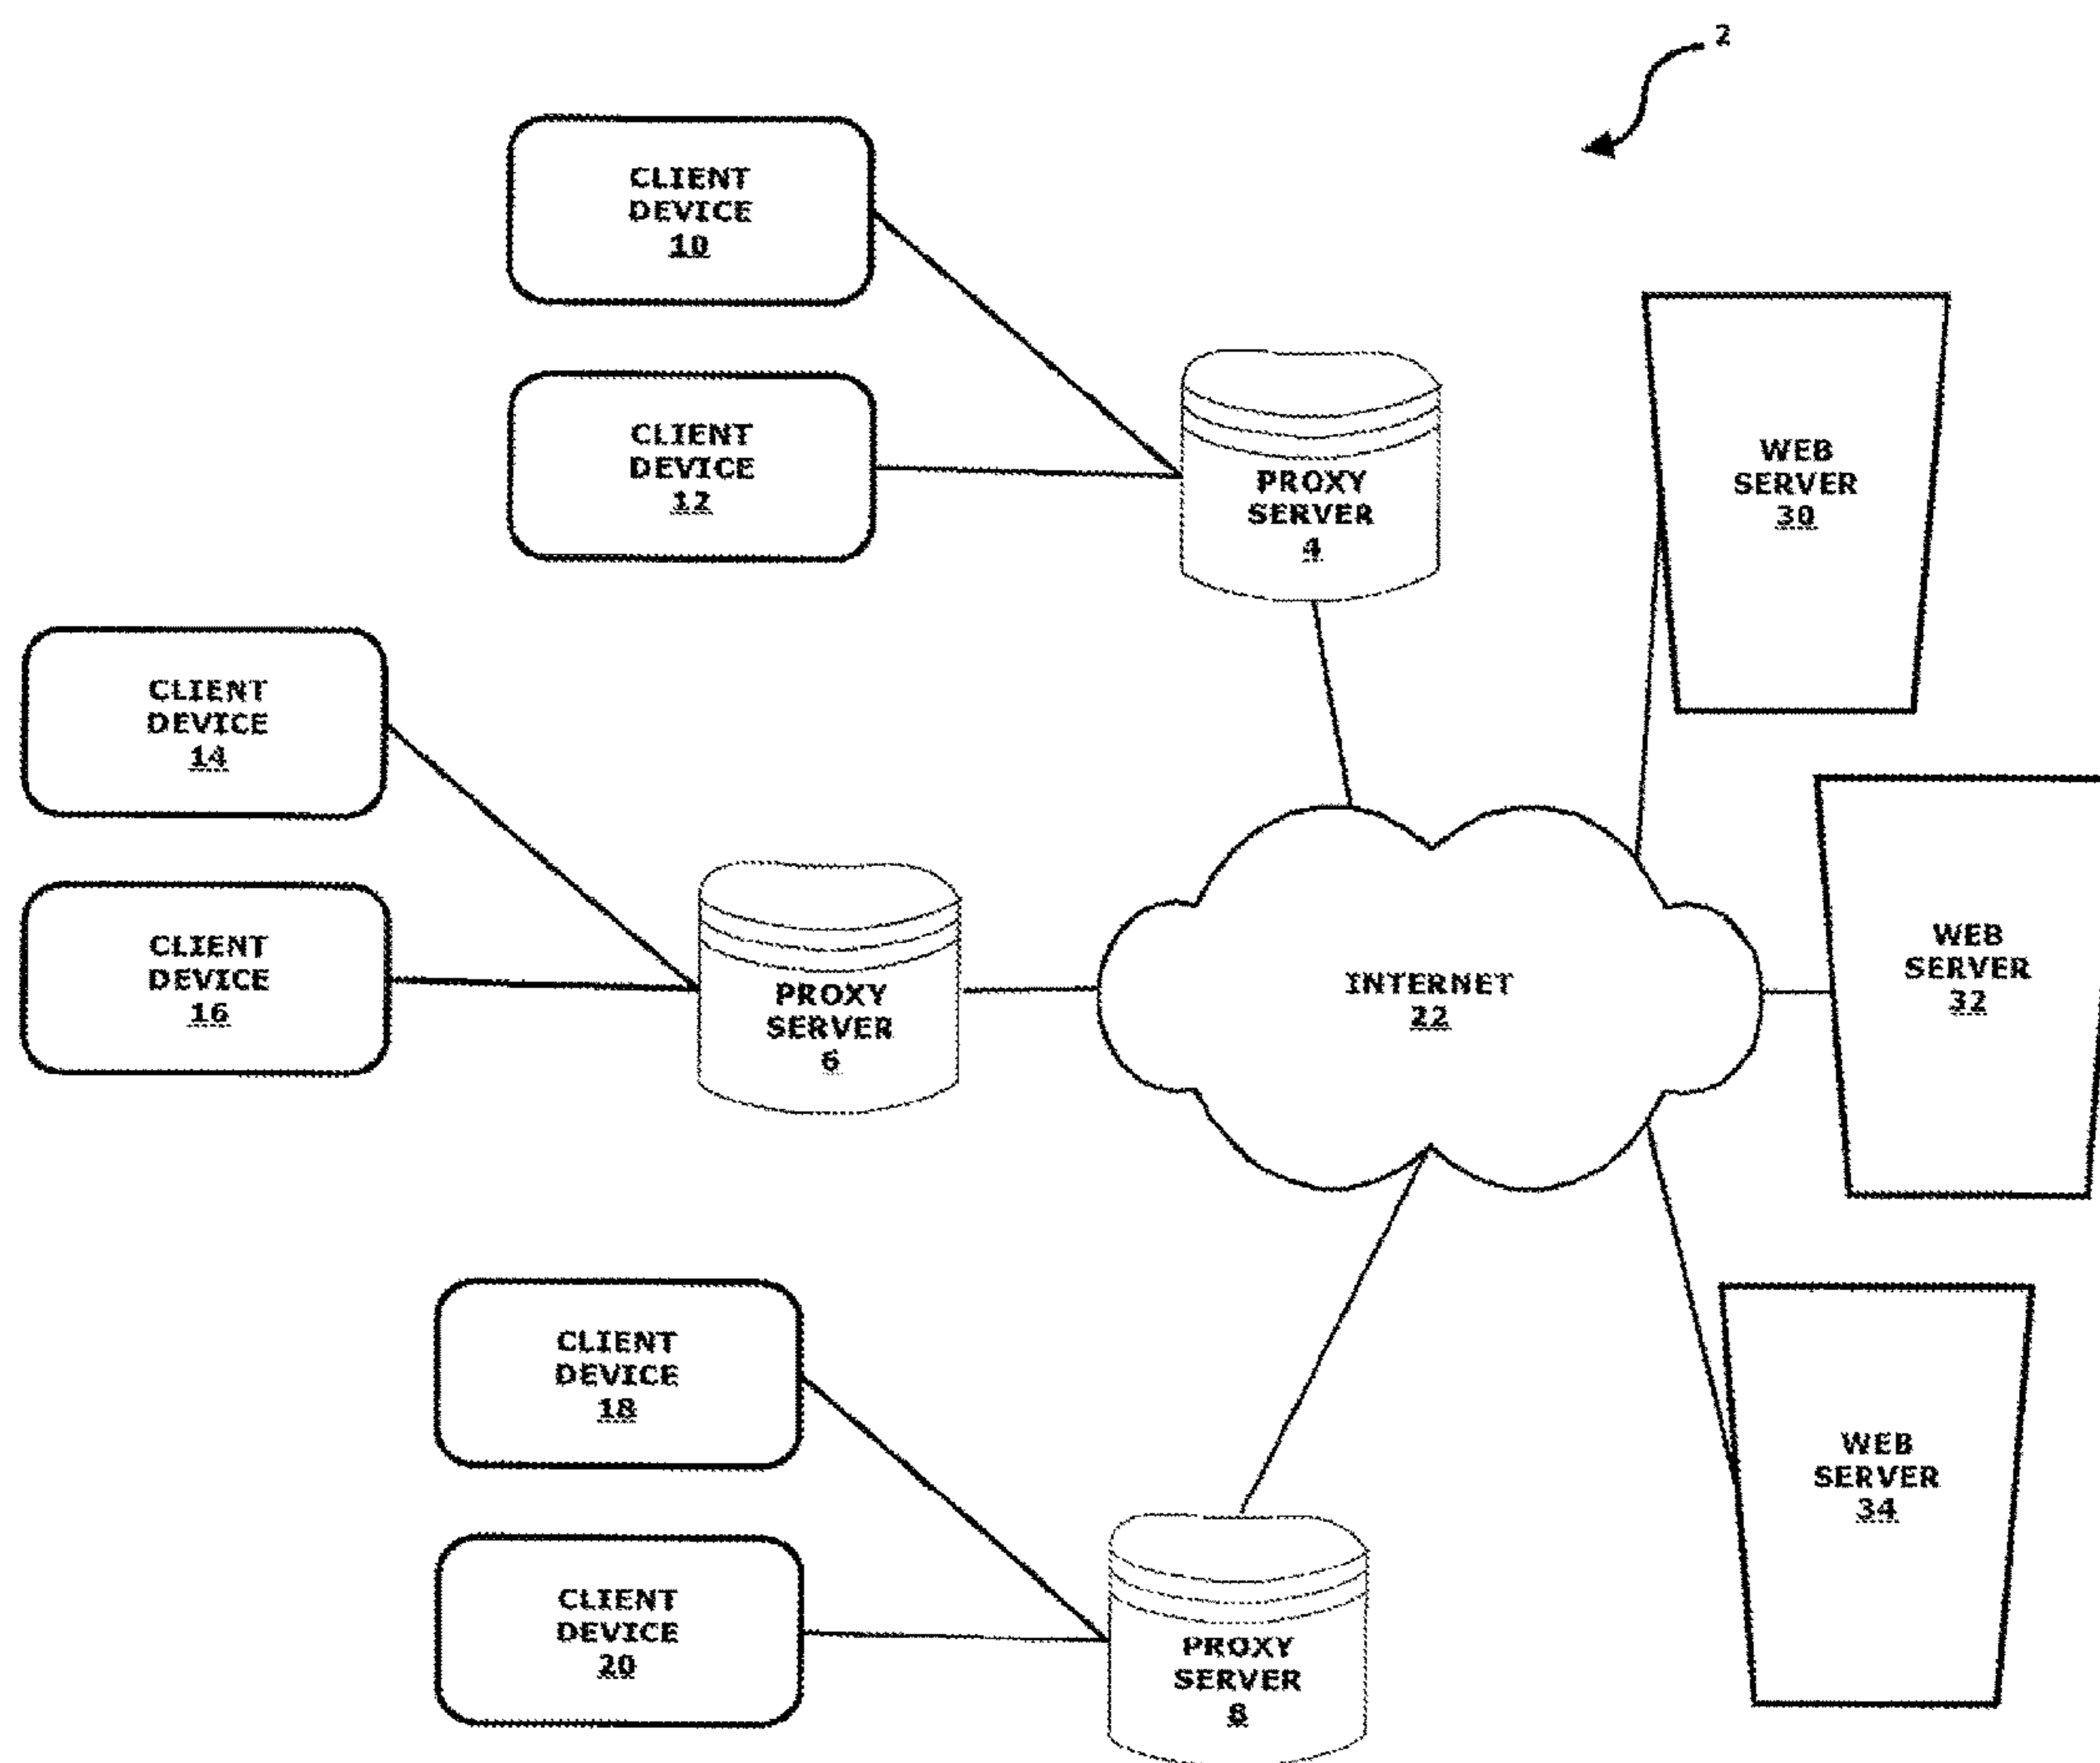 2
CLIENT
DEVICE
10
CLIENT
DEVICE
12
PROXY
SERVER
4
WEB
SERVER
30
CLIENT
DEVICE
14
CLIENT
DEVICE
16
PROXY
SERVER
6
INTERNET
22
WEB
SERVER
32
CLIENT
DEVICE
18
CLIENT
DEVICE
20
PROXY
SERVER
8
WEB
SERVER
34